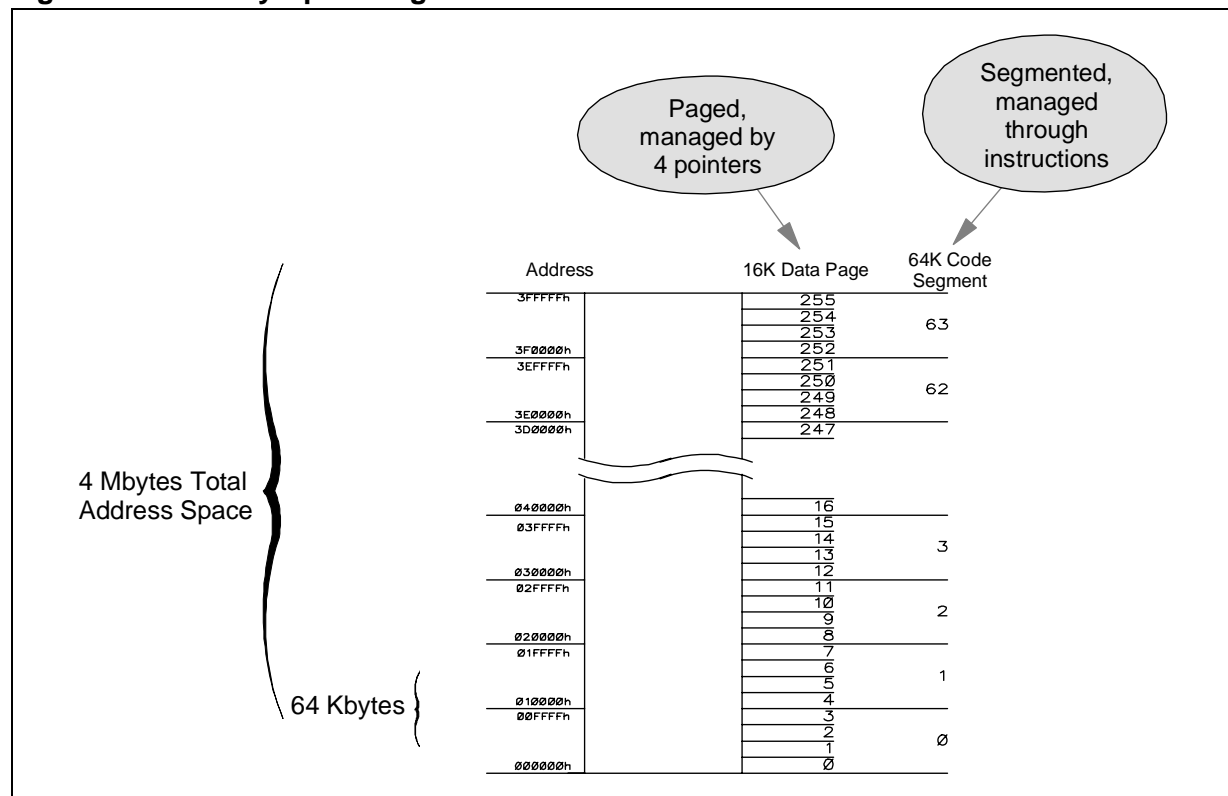 Paged,
managed by
4 pointers
Segmented,
managed
through
instructions
Address
16K Data Page
64K Code
Segment
3FFFFFh
255
254
63
253
3F0000h
252
3EFFFFh
251
250
62
249
3E0000h
248
3D0000h
247
4 Mbytes Total
Address Space
040000h
16
03FFFFh
15
14
3
13
030000h
12
02FFFFh
11
10
2
9
020000h
8
01FFFFh
7
6
1
5
64 Kbytes
010000h
4
00FFFFh
3
2
0
1
000000h
0